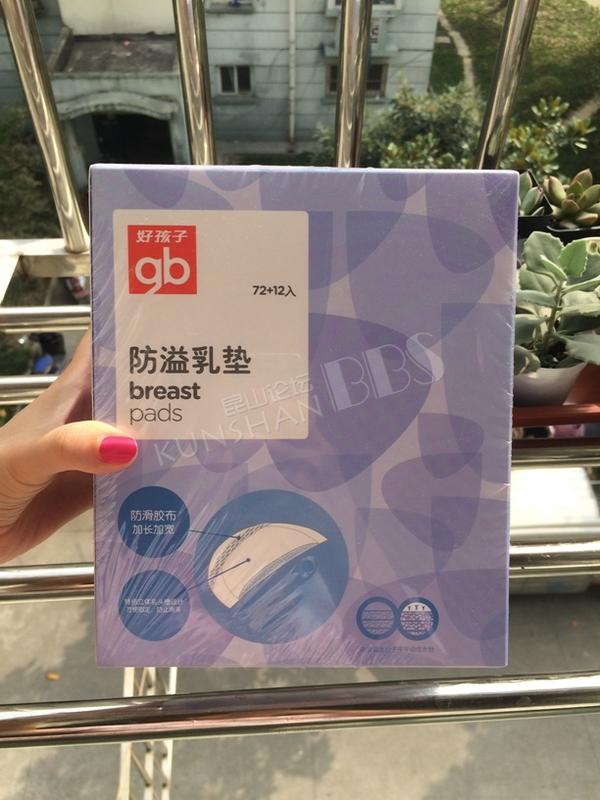 好孩子
gb
72+12入
防溢乳垫
breast
pads
昆山论坛
KUNSHAN BBS
防滑胶布
加长加宽